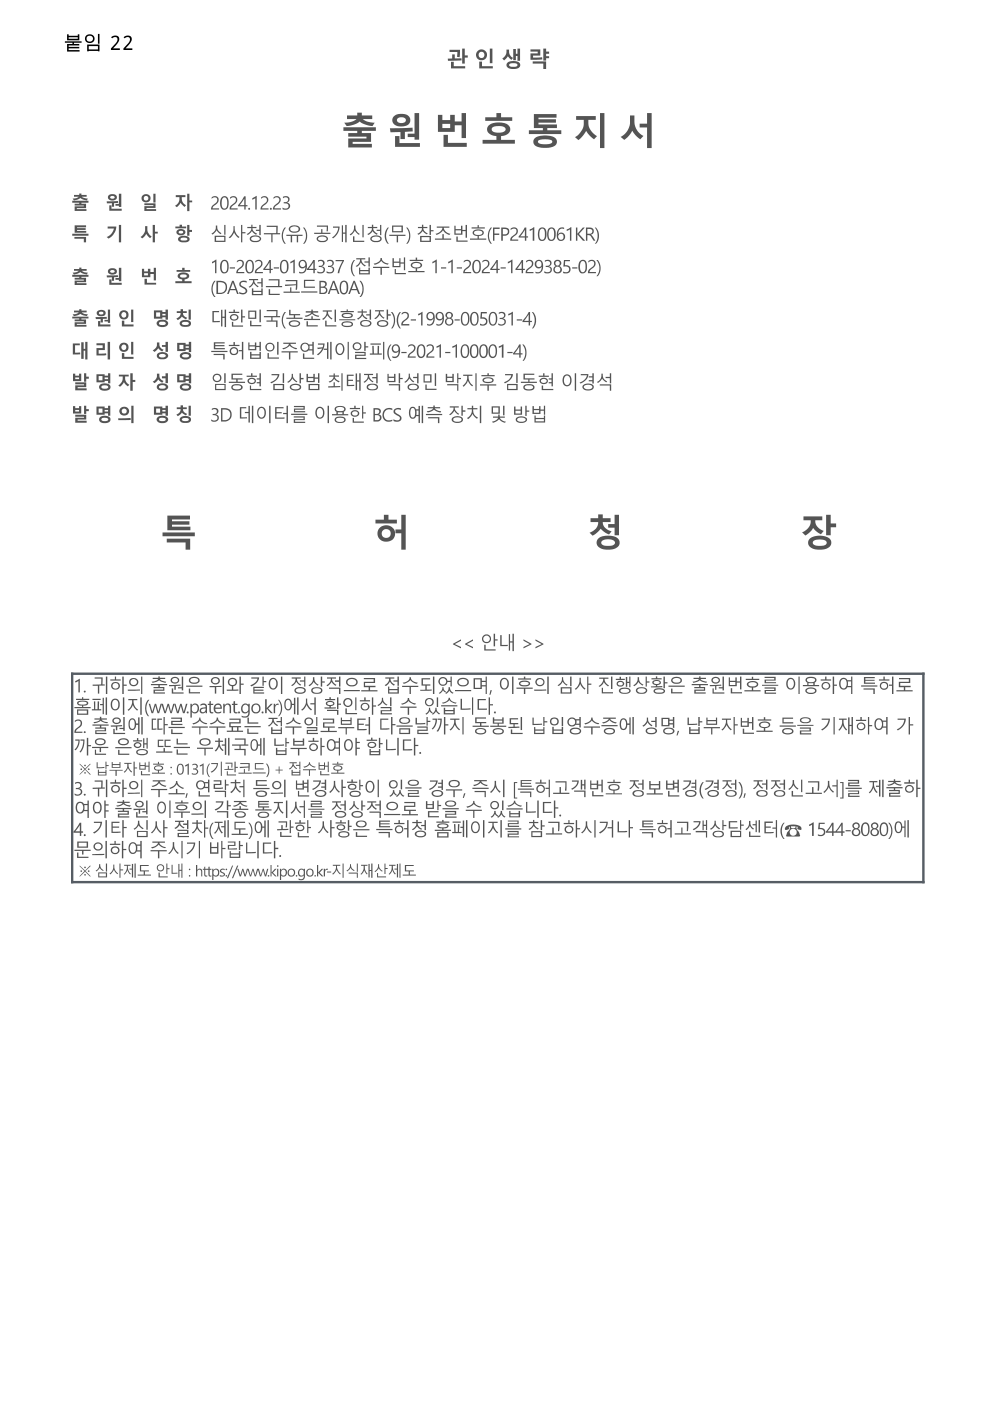 붙임 22
관인생략
출원번호통지서
출원일자 2024.12.23
특기사항 심사청구(유) 공개신청(무) 참조번호(FP2410061KR)
출원번호 10-2024-0194337 (접수번호 1-1-2024-1429385-02)
(DAS접근코드BA0A)
출원인 명칭 대한민국(농촌진흥청장)(2-1998-005031-4)
대리인 성명 특허법인주연케이알피(9-2021-100001-4)
발명자 성명 임동현 김상범 최태정 박성민 박지후 김동현 이경석
발명의 명칭 3D 데이터를 이용한 BCS 예측 장치 및 방법
특허청장
<< 안내 >>
1. 귀하의 출원은 위와 같이 정상적으로 접수되었으며, 이후의 심사 진행상황은 출원번호를 이용하여 특허로
홈페이지(www.patent.go.kr)에서 확인하실 수 있습니다.
2. 출원에 따른 수수료는 접수일로부터 다음날까지 동봉된 납입영수증에 성명, 납부자번호 등을 기재하여 가
까운 은행 또는 우체국에 납부하여야 합니다.
※ 납부자번호 : 0131(기관코드) + 접수번호
3. 귀하의 주소, 연락처 등의 변경사항이 있을 경우, 즉시 [특허고객번호 정보변경(경정), 정정신고서]를 제출하
여야 출원 이후의 각종 통지서를 정상적으로 받을 수 있습니다.
4. 기타 심사 절차(제도)에 관한 사항은 특허청 홈페이지를 참고하시거나 특허고객상담센터(☎ 1544-8080)에
문의하여 주시기 바랍니다.
※ 심사제도 안내 : https://www.kipo.go.kr-지식재산제도